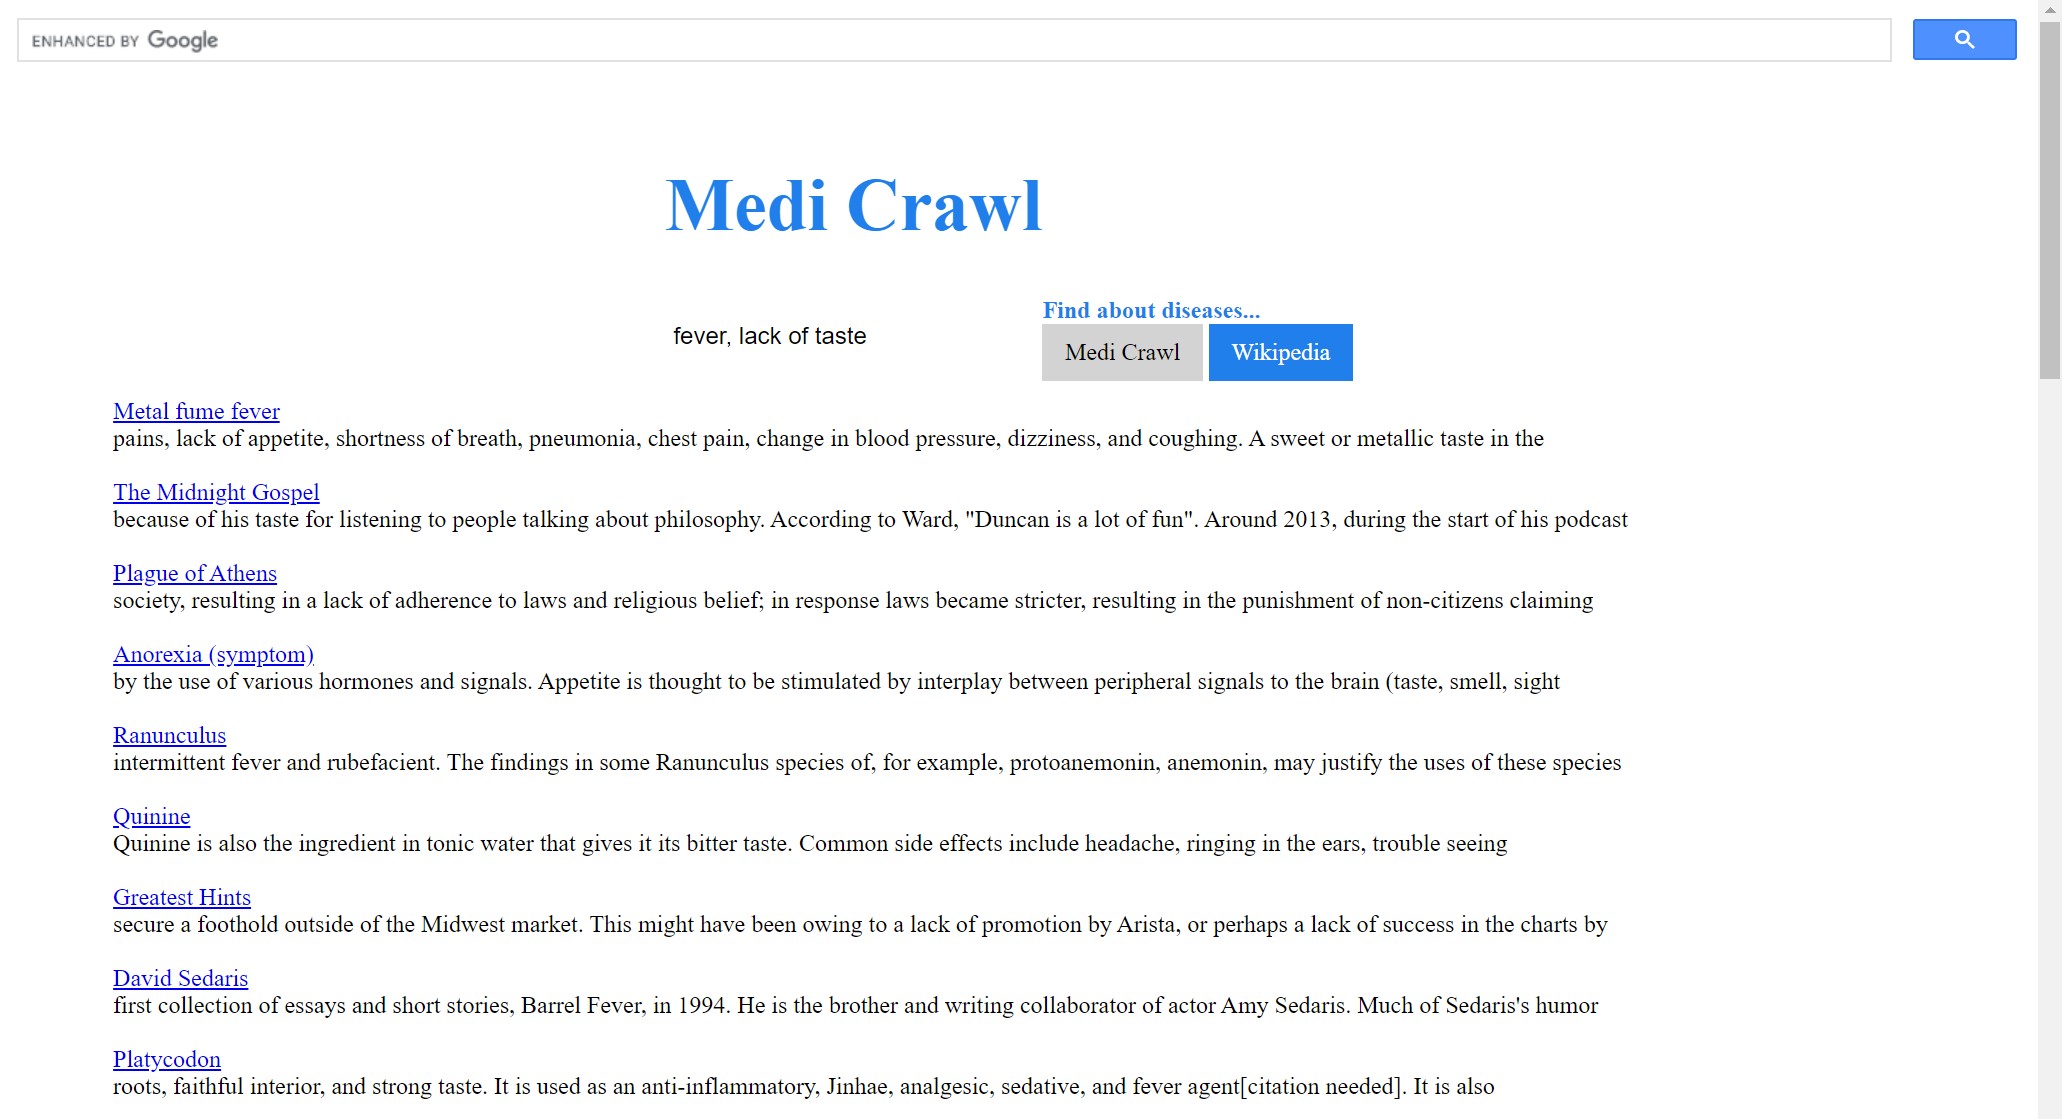 ENHANCED BY Google
Medi Crawl
Find about diseases...
fever, lack of taste
Medi Crawl
Wikipedia
Metal fume fever
pains, lack of appetite, shortness of breath, pneumonia, chest pain, change in blood pressure, dizziness, and coughing. A sweet or metallic taste in the
The Midnight Gospel
because of his taste for listening to people talking about philosophy. According to Ward, "Duncan is a lot of fun". Around 2013, during the start of his podcast
Plague of Athens
society, resulting in a lack of adherence to laws and religious belief; in response laws became stricter, resulting in the punishment of non-citizens claiming
Anorexia (symptom)
by the use of various hormones and signals. Appetite is thought to be stimulated by interplay between peripheral signals to the brain (taste, smell, sight
Ranunculus
intermittent fever and rubefacient. The findings in some Ranunculus species of, for example, protoanemonin, anemonin, may justify the uses of these species
Quinine
Quinine is also the ingredient in tonic water that gives it its bitter taste. Common side effects include headache, ringing in the ears, trouble seeing
Greatest Hints
secure a foothold outside of the Midwest market. This might have been owing to a lack of promotion by Arista, or perhaps a lack of success in the charts by
David Sedaris
first collection of essays and short stories, Barrel Fever, in 1994. He is the brother and writing collaborator of actor Amy Sedaris. Much of Sedaris's humor
Platycodon
roots, faithful interior, and strong taste. It is used as an anti-inflammatory, Jinhae, analgesic, sedative, and fever agent[citation needed]. It is also